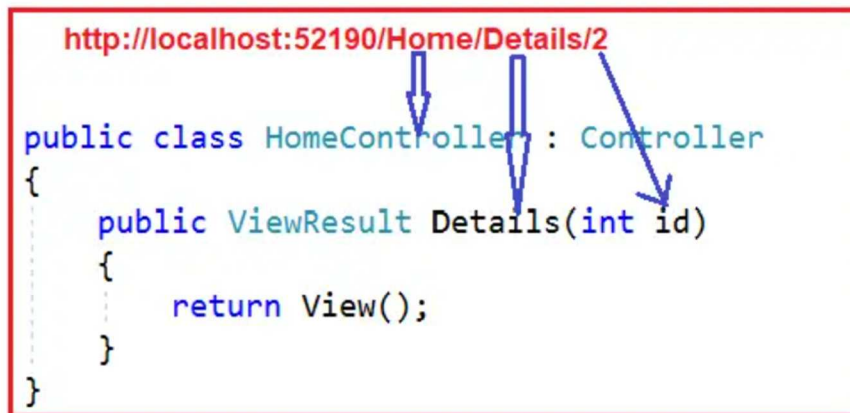 http://localhost:52190/Home/Details/2
public class HomeController : Controller
{
public ViewResult Details(int id)
{
return View();
}
}